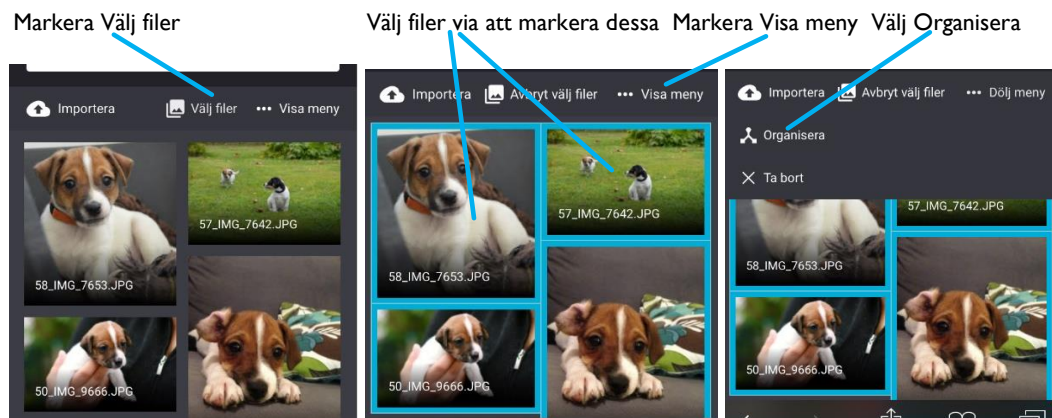 Markera Välj filer
Välj filer via att markera dessa
Markera Visa meny
Välj Organisera
Importera
Välj filer
Visa meny
57_IMG_7642.JPG
58_IMG_7653.JPG
50_IMG_9666.JPG
Importera
Avbryt välj filer
Visa meny
57_IMG_7642.JPG
58_IMG_7653.JPG
50_IMG_9666.JPG
Importera
Avbryt välj filer
Dölj meny
Organisera
Ta bort
57_IMG_7642.JPG
58_IMG_7653.JPG
50_IMG_9666.JPG